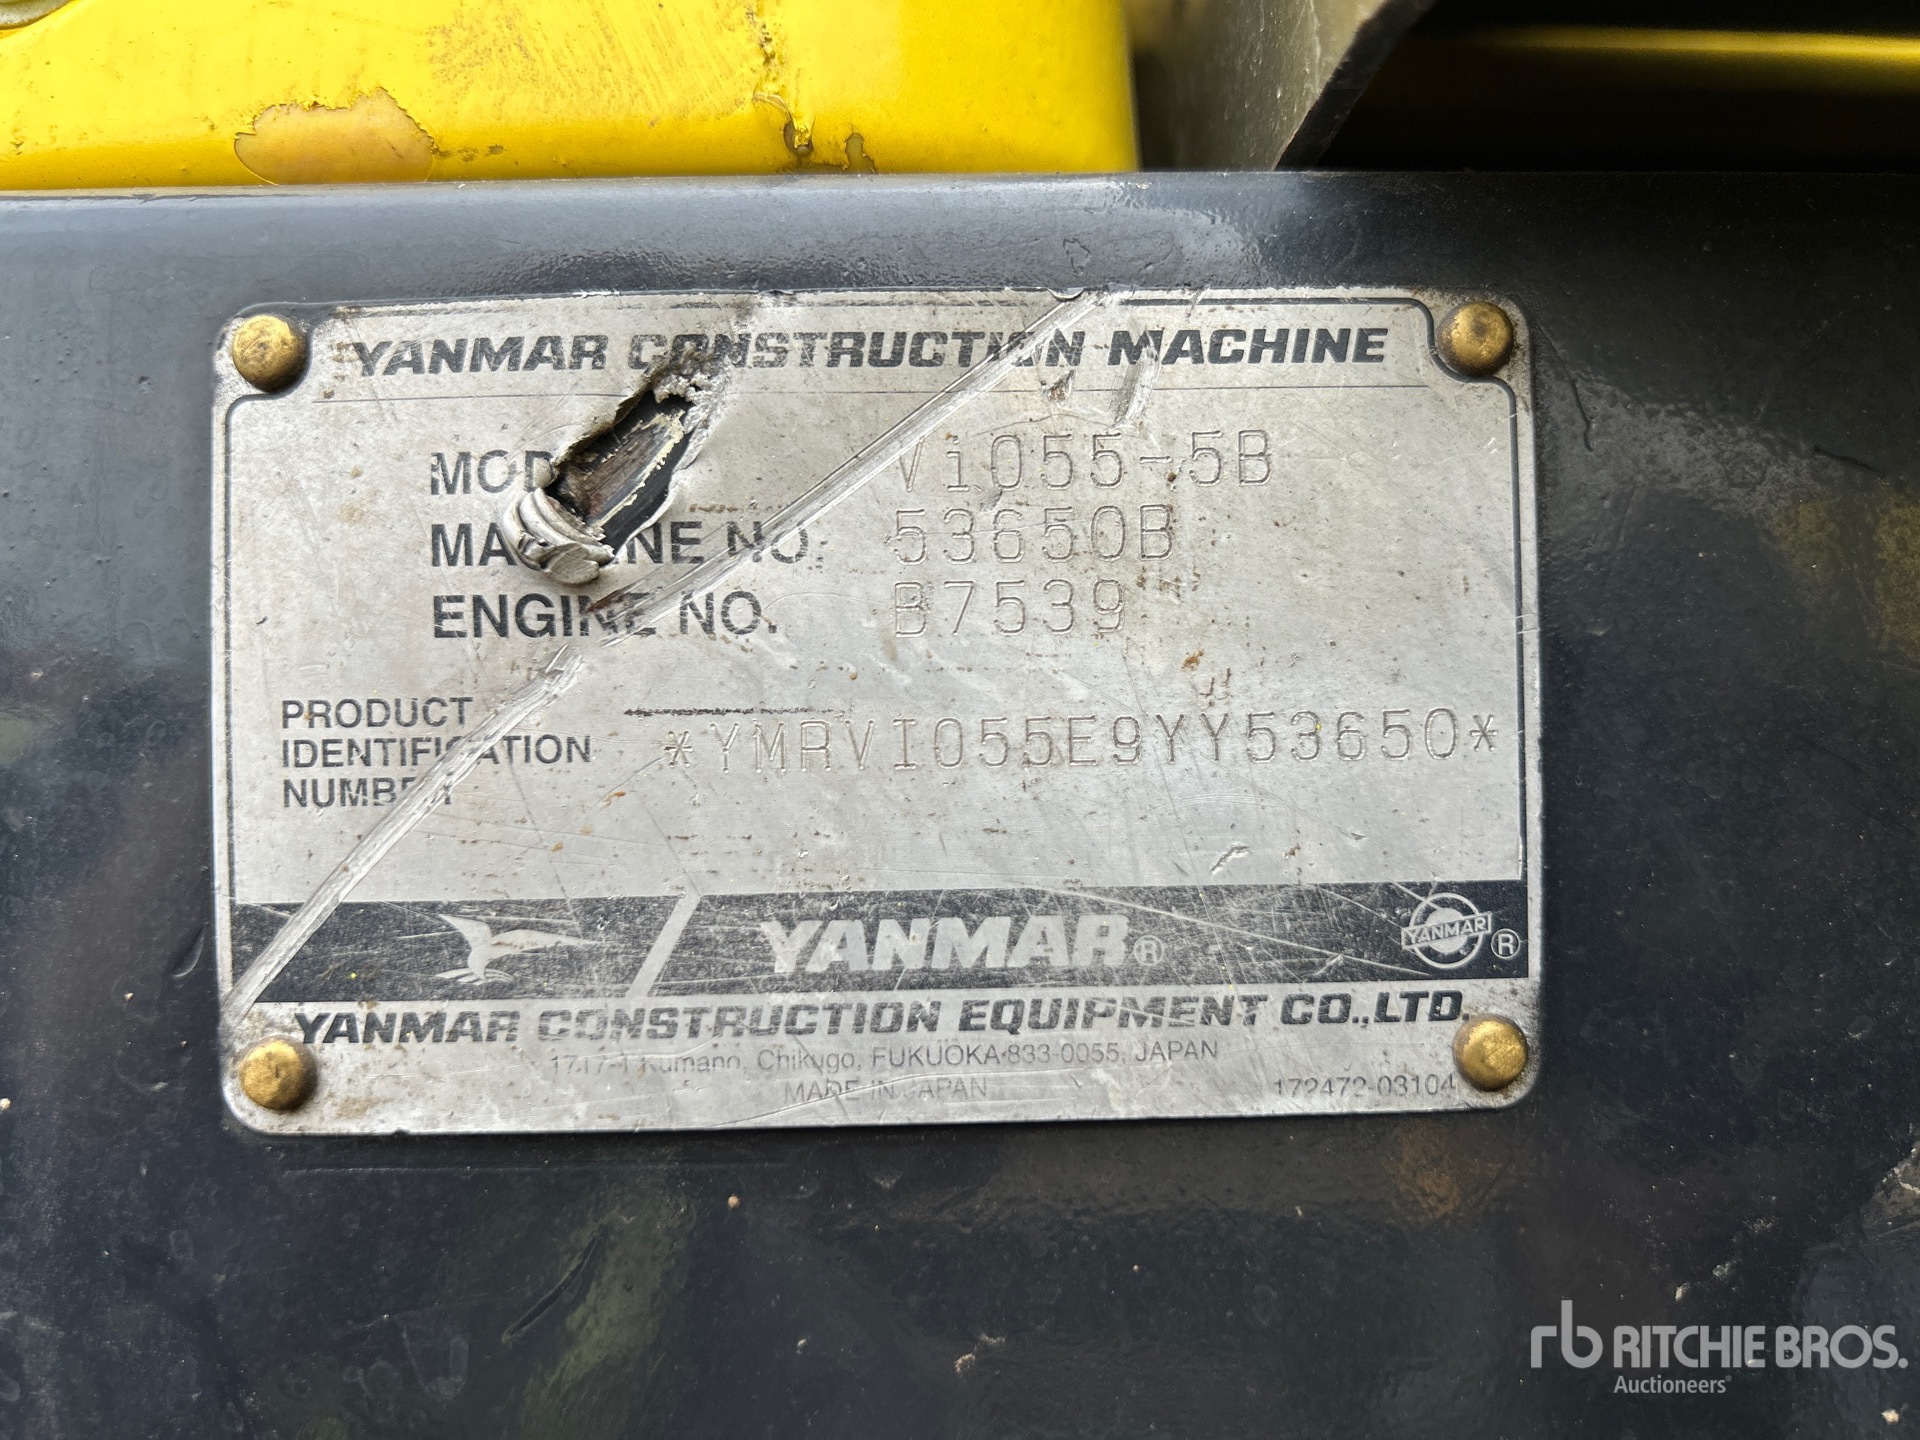 YANMAR CONSTRUCTION MACHINE
Vi055-5B
MACHINE NO. 53650B
ENGINE NO. B7539
PRODUCT
IDENTIFICATION *YMRVI055E9YY53650*
NUMBER
YANMAR®
YANMAR ®
YANMAR CONSTRUCTION EQUIPMENT CO.,LTD.
1717-1 Kumano, Chikugo, FUKUOKA 833-0055, JAPAN
MADE IN JAPAN 172472-03104
rb RITCHIE BROS.
Auctioneers